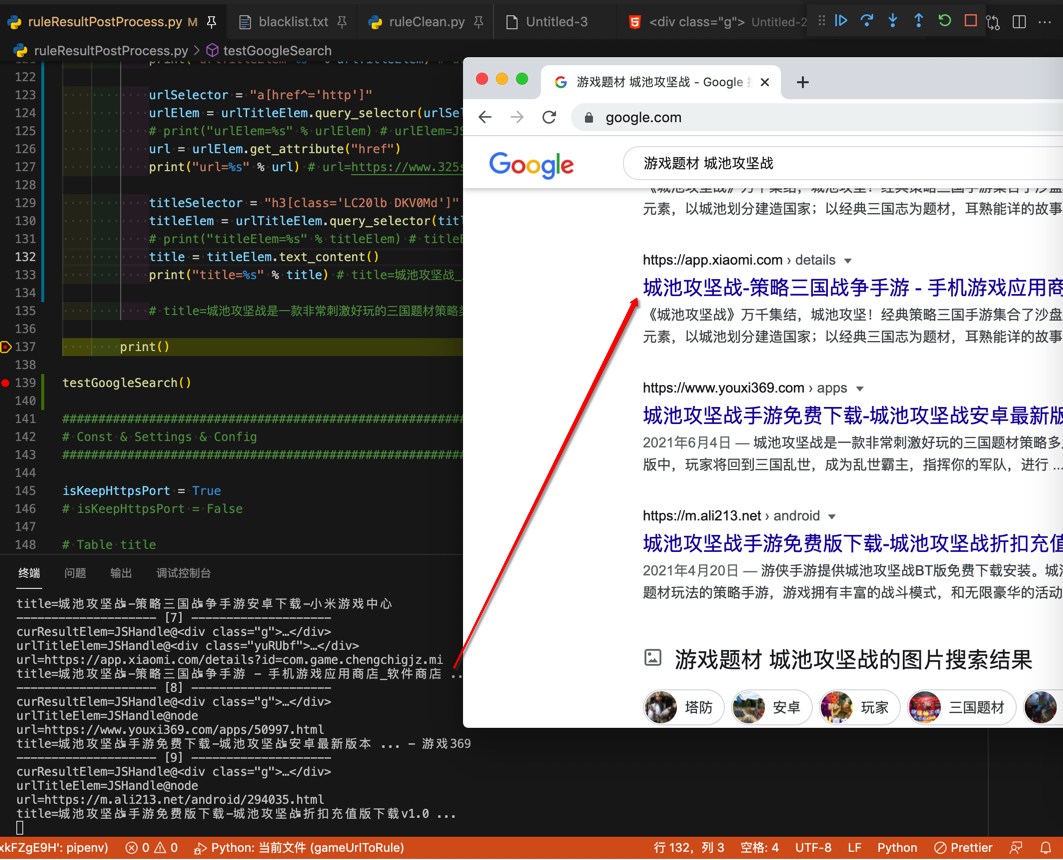 ruleResultPostProcess.py M
blacklist.txt
ruleClean.py
Untitled-3
<div class="g"> Untitled-2
ruleResultPostProcess.py > testGoogleSearch
122
123 urlSelector = "a[href^='http']"
124 urlElem = urlTitleElem.query_selector(urlSel
125 # print("urlElem=%s" % urlElem) # urlElem=JS
126 url = urlElem.get_attribute("href")
127 print("url=%s" % url) # url=https://www.325s
128
129 titleSelector = "h3[class='LC20lb DKV0Md']"
130 titleElem = urlTitleElem.query_selector(titl
131 # print("titleElem=%s" % titleElem) # titleE
132 title = titleElem.text_content()
133 print("title=%s" % title) # title=城池攻坚战_
134
135 # title=城池攻坚战是一款非常刺激好玩的三国题材策略多
136
137 print()
138
139 testGoogleSearch()
140
141 ########################################################
142 # Const & Settings & Config
143 ########################################################
144
145 isKeepHttpsPort = True
146 # isKeepHttpsPort = False
147
148 # Table title
终端 问题 输出 调试控制台
title=城池攻坚战-策略三国战争手游安卓下载-小米游戏中心
-------------------- [7] --------------------
curResultElem=JSHandle@<div class="g">…</div>
urlTitleElem=JSHandle@<div class="yuRUbf">…</div>
url=https://app.xiaomi.com/details?id=com.game.chengchigjz.mi
title=城池攻坚战-策略三国战争手游 - 手机游戏应用商店_软件商店 ...
-------------------- [8] --------------------
curResultElem=JSHandle@<div class="g">…</div>
urlTitleElem=JSHandle@node
url=https://www.youxi369.com/apps/50997.html
title=城池攻坚战手游免费下载-城池攻坚战安卓最新版本 ... - 游戏369
-------------------- [9] --------------------
curResultElem=JSHandle@<div class="g">…</div>
urlTitleElem=JSHandle@node
url=https://m.ali213.net/android/294035.html
title=城池攻坚战手游免费版下载-城池攻坚战折扣充值版下载v1.0 ...
xkFZgE9H': pipenv) 0 0 Python: 当前文件 (gameUrlToRule) 行 132，列 3 空格: 4 UTF-8 LF Python Prettier
游戏题材 城池攻坚战 - Google
google.com
Google
游戏题材 城池攻坚战
《城池攻坚战》万千集结，城池攻坚！经典策略三国手游集合了沙盘
元素，以城池划分建造国家；以经典三国志为题材，耳熟能详的故事
https://app.xiaomi.com › details
城池攻坚战-策略三国战争手游 - 手机游戏应用商
《城池攻坚战》万千集结，城池攻坚！经典策略三国手游集合了沙盘
元素，以城池划分建造国家；以经典三国志为题材，耳熟能详的故事
https://www.youxi369.com › apps
城池攻坚战手游免费下载-城池攻坚战安卓最新版
2021年6月4日 — 城池攻坚战是一款非常刺激好玩的三国题材策略多
版中，玩家将回到三国乱世，成为乱世霸主，指挥你的军队，进行 ...
https://m.ali213.net › android
城池攻坚战手游免费版下载-城池攻坚战折扣充值
2021年4月20日 — 游侠手游提供城池攻坚战BT版免费下载安装。城池
题材玩法的策略手游，游戏拥有丰富的战斗模式，和无限豪华的活动
游戏题材 城池攻坚战的图片搜索结果
塔防
安卓
玩家
三国题材